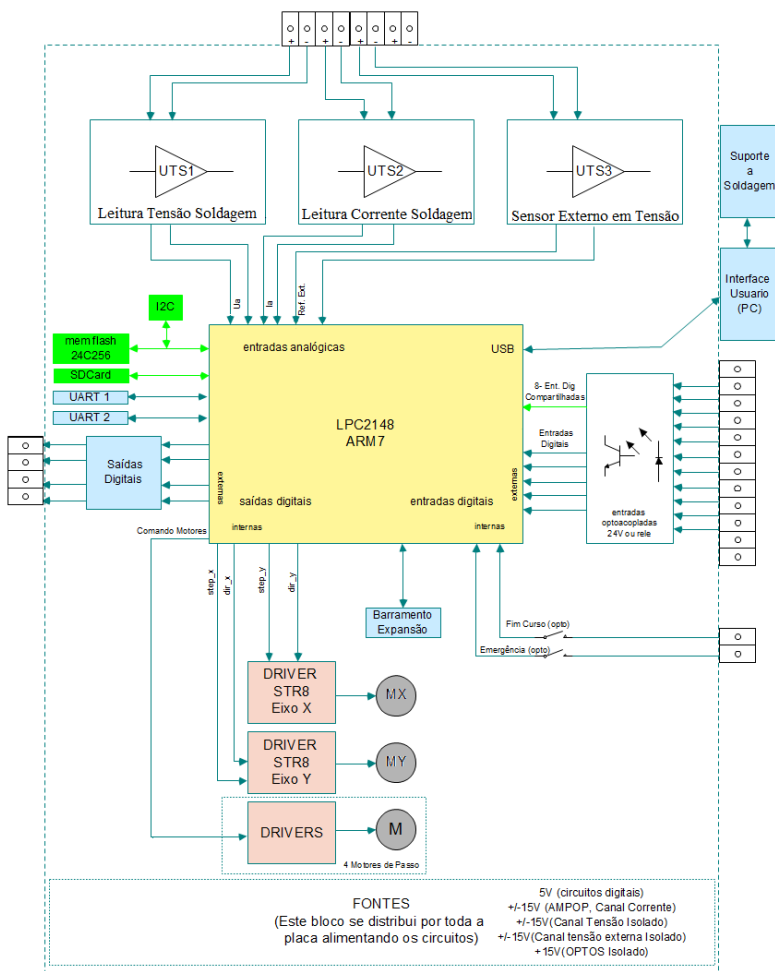 + - + - + -
UTS1
Leitura Tensão Soldagem
UTS2
Leitura Corrente Soldagem
UTS3
Sensor Externo em Tensão
Suporte
a
Soldagem
Interface
Usuario
(PC)
Ua
Ia
Ref. Ext.
I2C
mem flash
24C256
SDCard
UART 1
UART 2
entradas analógicas
USB
LPC2148
ARM7
8- Ent. Dig
Compartilhadas
Entradas
Digitais
externas
entradas
optoacopladas
24V ou rele
Saídas
Digitais
externas
saídas digitais
internas
entradas digitais
internas
Comando Motores
step_x
dir_x
step_y
dir_y
Barramento
Expansão
Fim Curso (opto)
Emergência (opto)
DRIVER
STR8
Eixo X
MX
DRIVER
STR8
Eixo Y
MY
DRIVERS
M
4 Motores de Passo
FONTES
(Este bloco se distribui por toda a
placa alimentando os circuitos)
5V (circuitos digitais)
+/-15V (AMPOP, Canal Corrente)
+/-15V(Canal Tensão Isolado)
+/-15V(Canal tensão externa Isolado)
+15V(OPTOS Isolado)